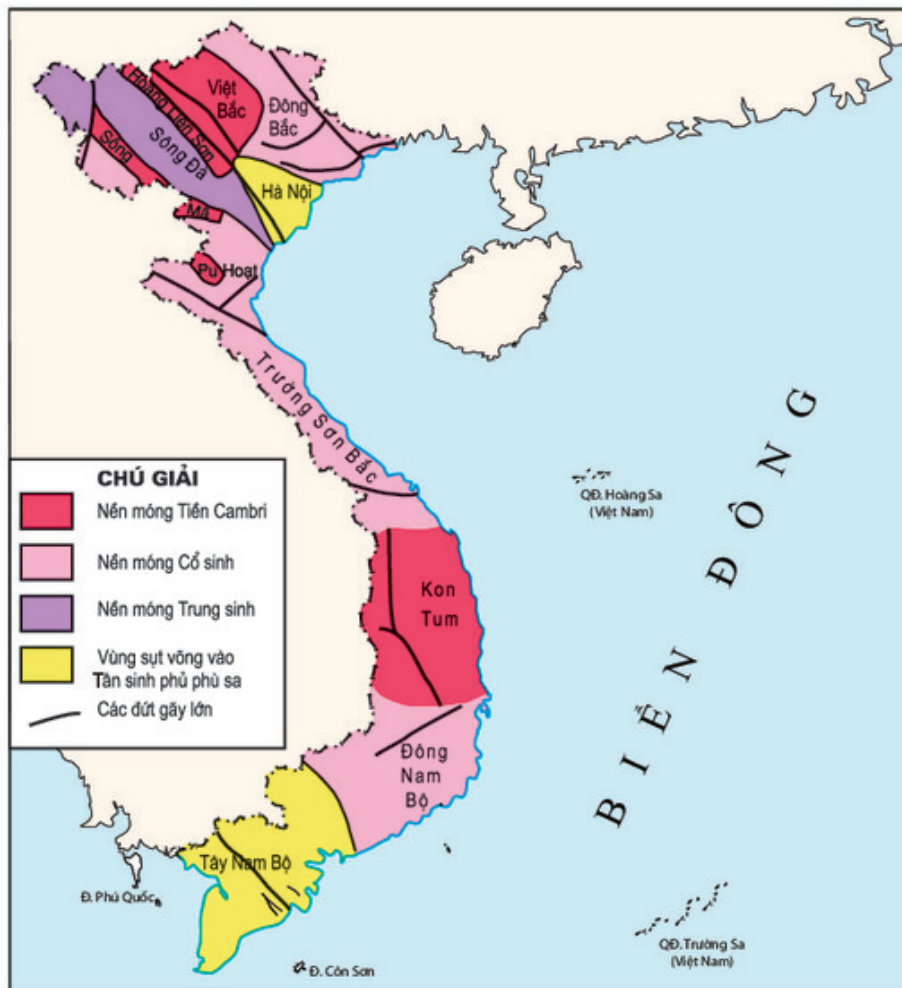 Hoàng Liên Sơn
Việt
Bắc
Đông
Bắc
Sông Đà
Sông
Mã
Hà Nội
Pu Hoạt
Trường Sơn Bắc
CHÚ GIẢI
Nền móng Tiền Cambri
Nền móng Cổ sinh
Nền móng Trung sinh
Vùng sụt võng vào
Tân sinh phủ phù sa
Các đứt gãy lớn
QĐ. Hoàng Sa
(Việt Nam)
BIỂN ĐÔNG
Kon
Tum
Đông
Nam
Bộ
Tây Nam Bộ
Đ. Phú Quốc
Đ. Côn Sơn
QĐ.Trường Sa
(Việt Nam)